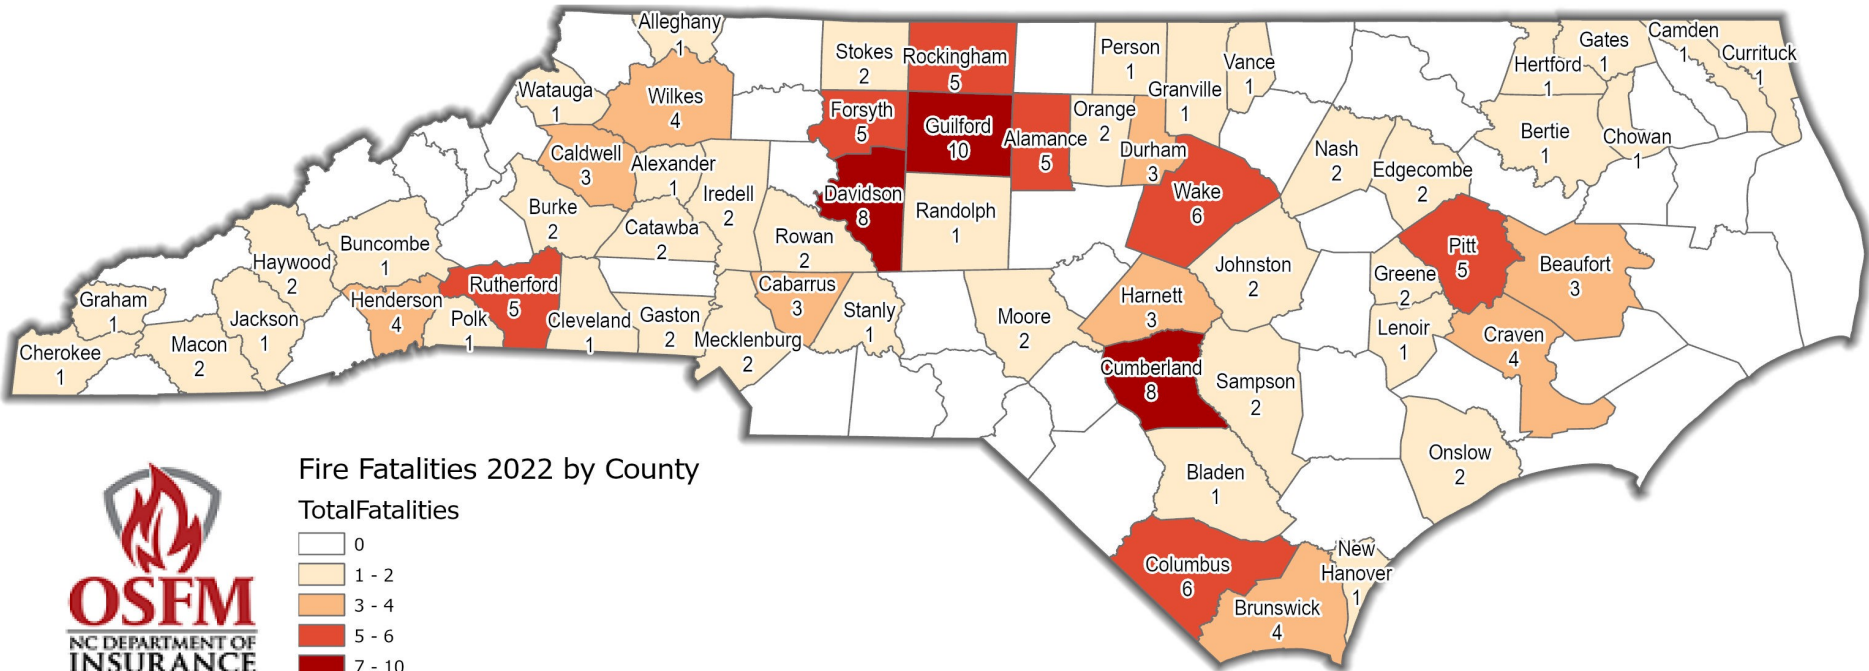 Alleghany
1
Stokes
2
Rockingham
5
Person
1
Granville
1
Vance
1
Hertford
1
Gates
1
Camden
1
Currituck
1
Watauga
1
Wilkes
4
Forsyth
5
Guilford
10
Alamance
5
Orange
2
Durham
3
Bertie
1
Chowan
1
Caldwell
3
Alexander
1
Iredell
2
Davidson
8
Randolph
1
Wake
6
Nash
2
Edgecombe
2
Burke
2
Catawba
2
Rowan
2
Buncombe
1
Haywood
2
Johnston
2
Pitt
5
Beaufort
3
Greene
2
Graham
1
Henderson
4
Rutherford
5
Polk
1
Cleveland
1
Gaston
2
Mecklenburg
2
Cabarrus
3
Stanly
1
Moore
2
Harnett
3
Lenoir
1
Craven
4
Cherokee
1
Macon
2
Jackson
1
Cumberland
8
Sampson
2
Bladen
1
Onslow
2
Columbus
6
Brunswick
4
New
Hanover
1
Fire Fatalities 2022 by County
TotalFatalities
0
1 - 2
3 - 4
5 - 6
7 - 10
OSFM
NC DEPARTMENT OF
INSURANCE